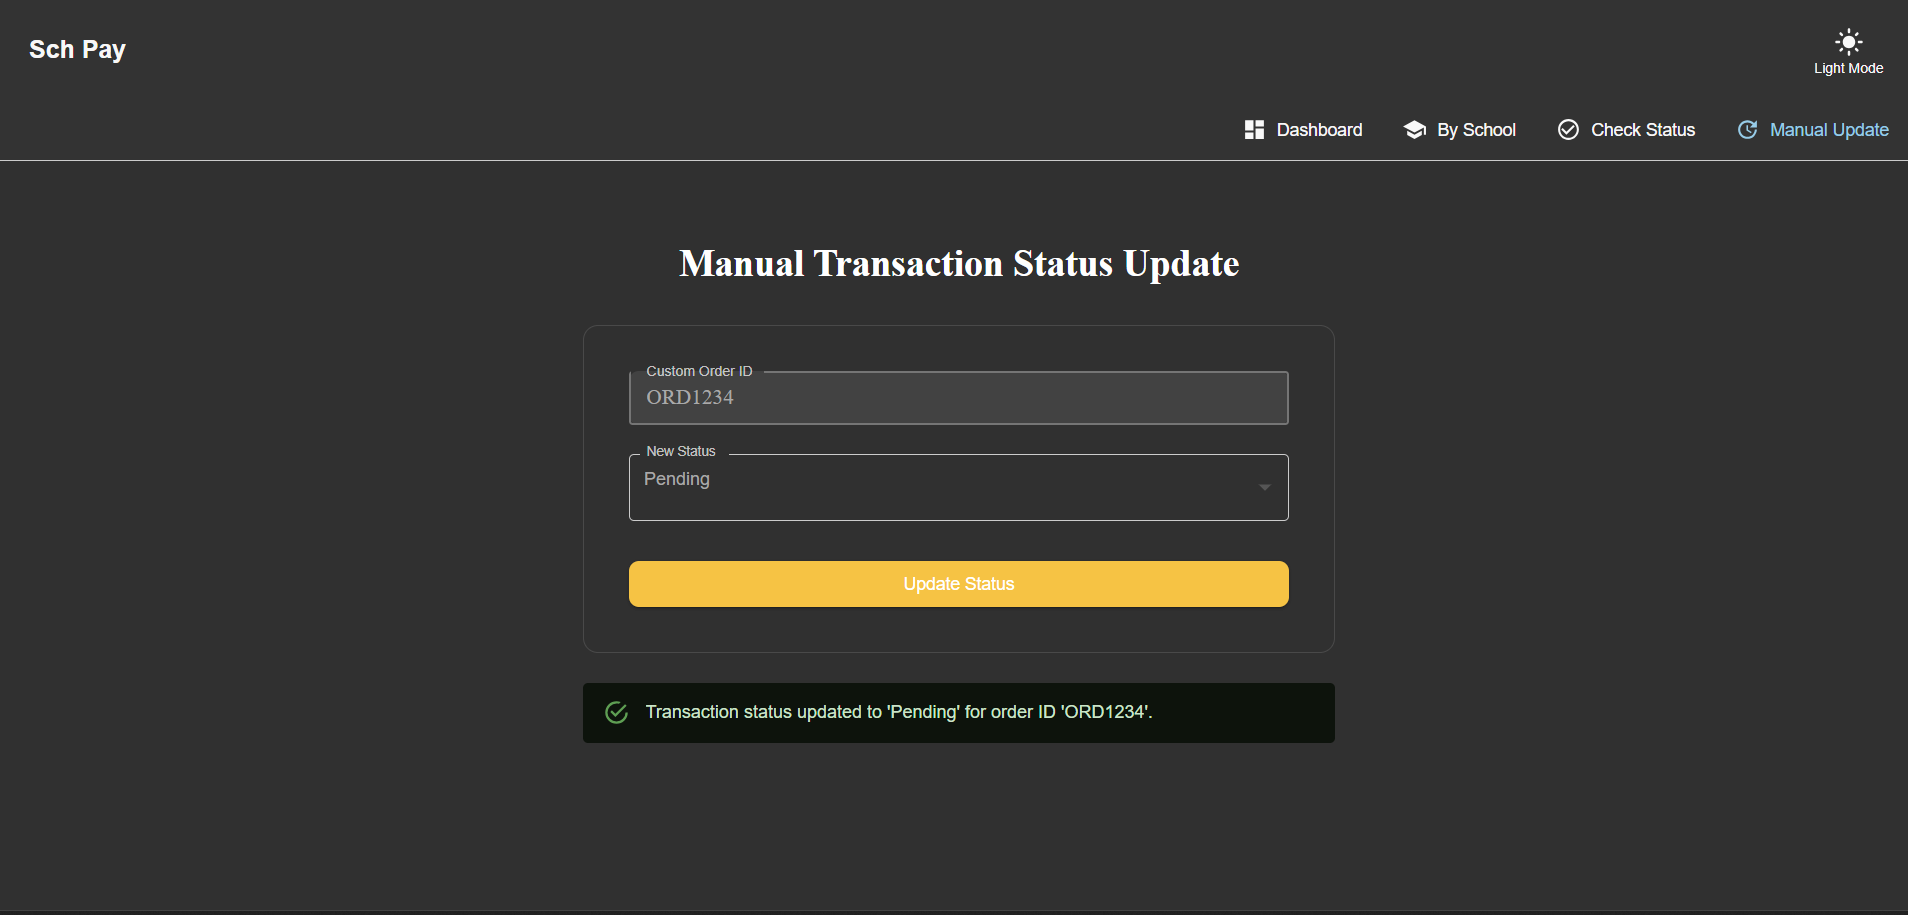 Sch Pay
Light Mode
Dashboard By School Check Status Manual Update
Manual Transaction Status Update
Custom Order ID
ORD1234
New Status
Pending
Update Status
Transaction status updated to 'Pending' for order ID 'ORD1234'.